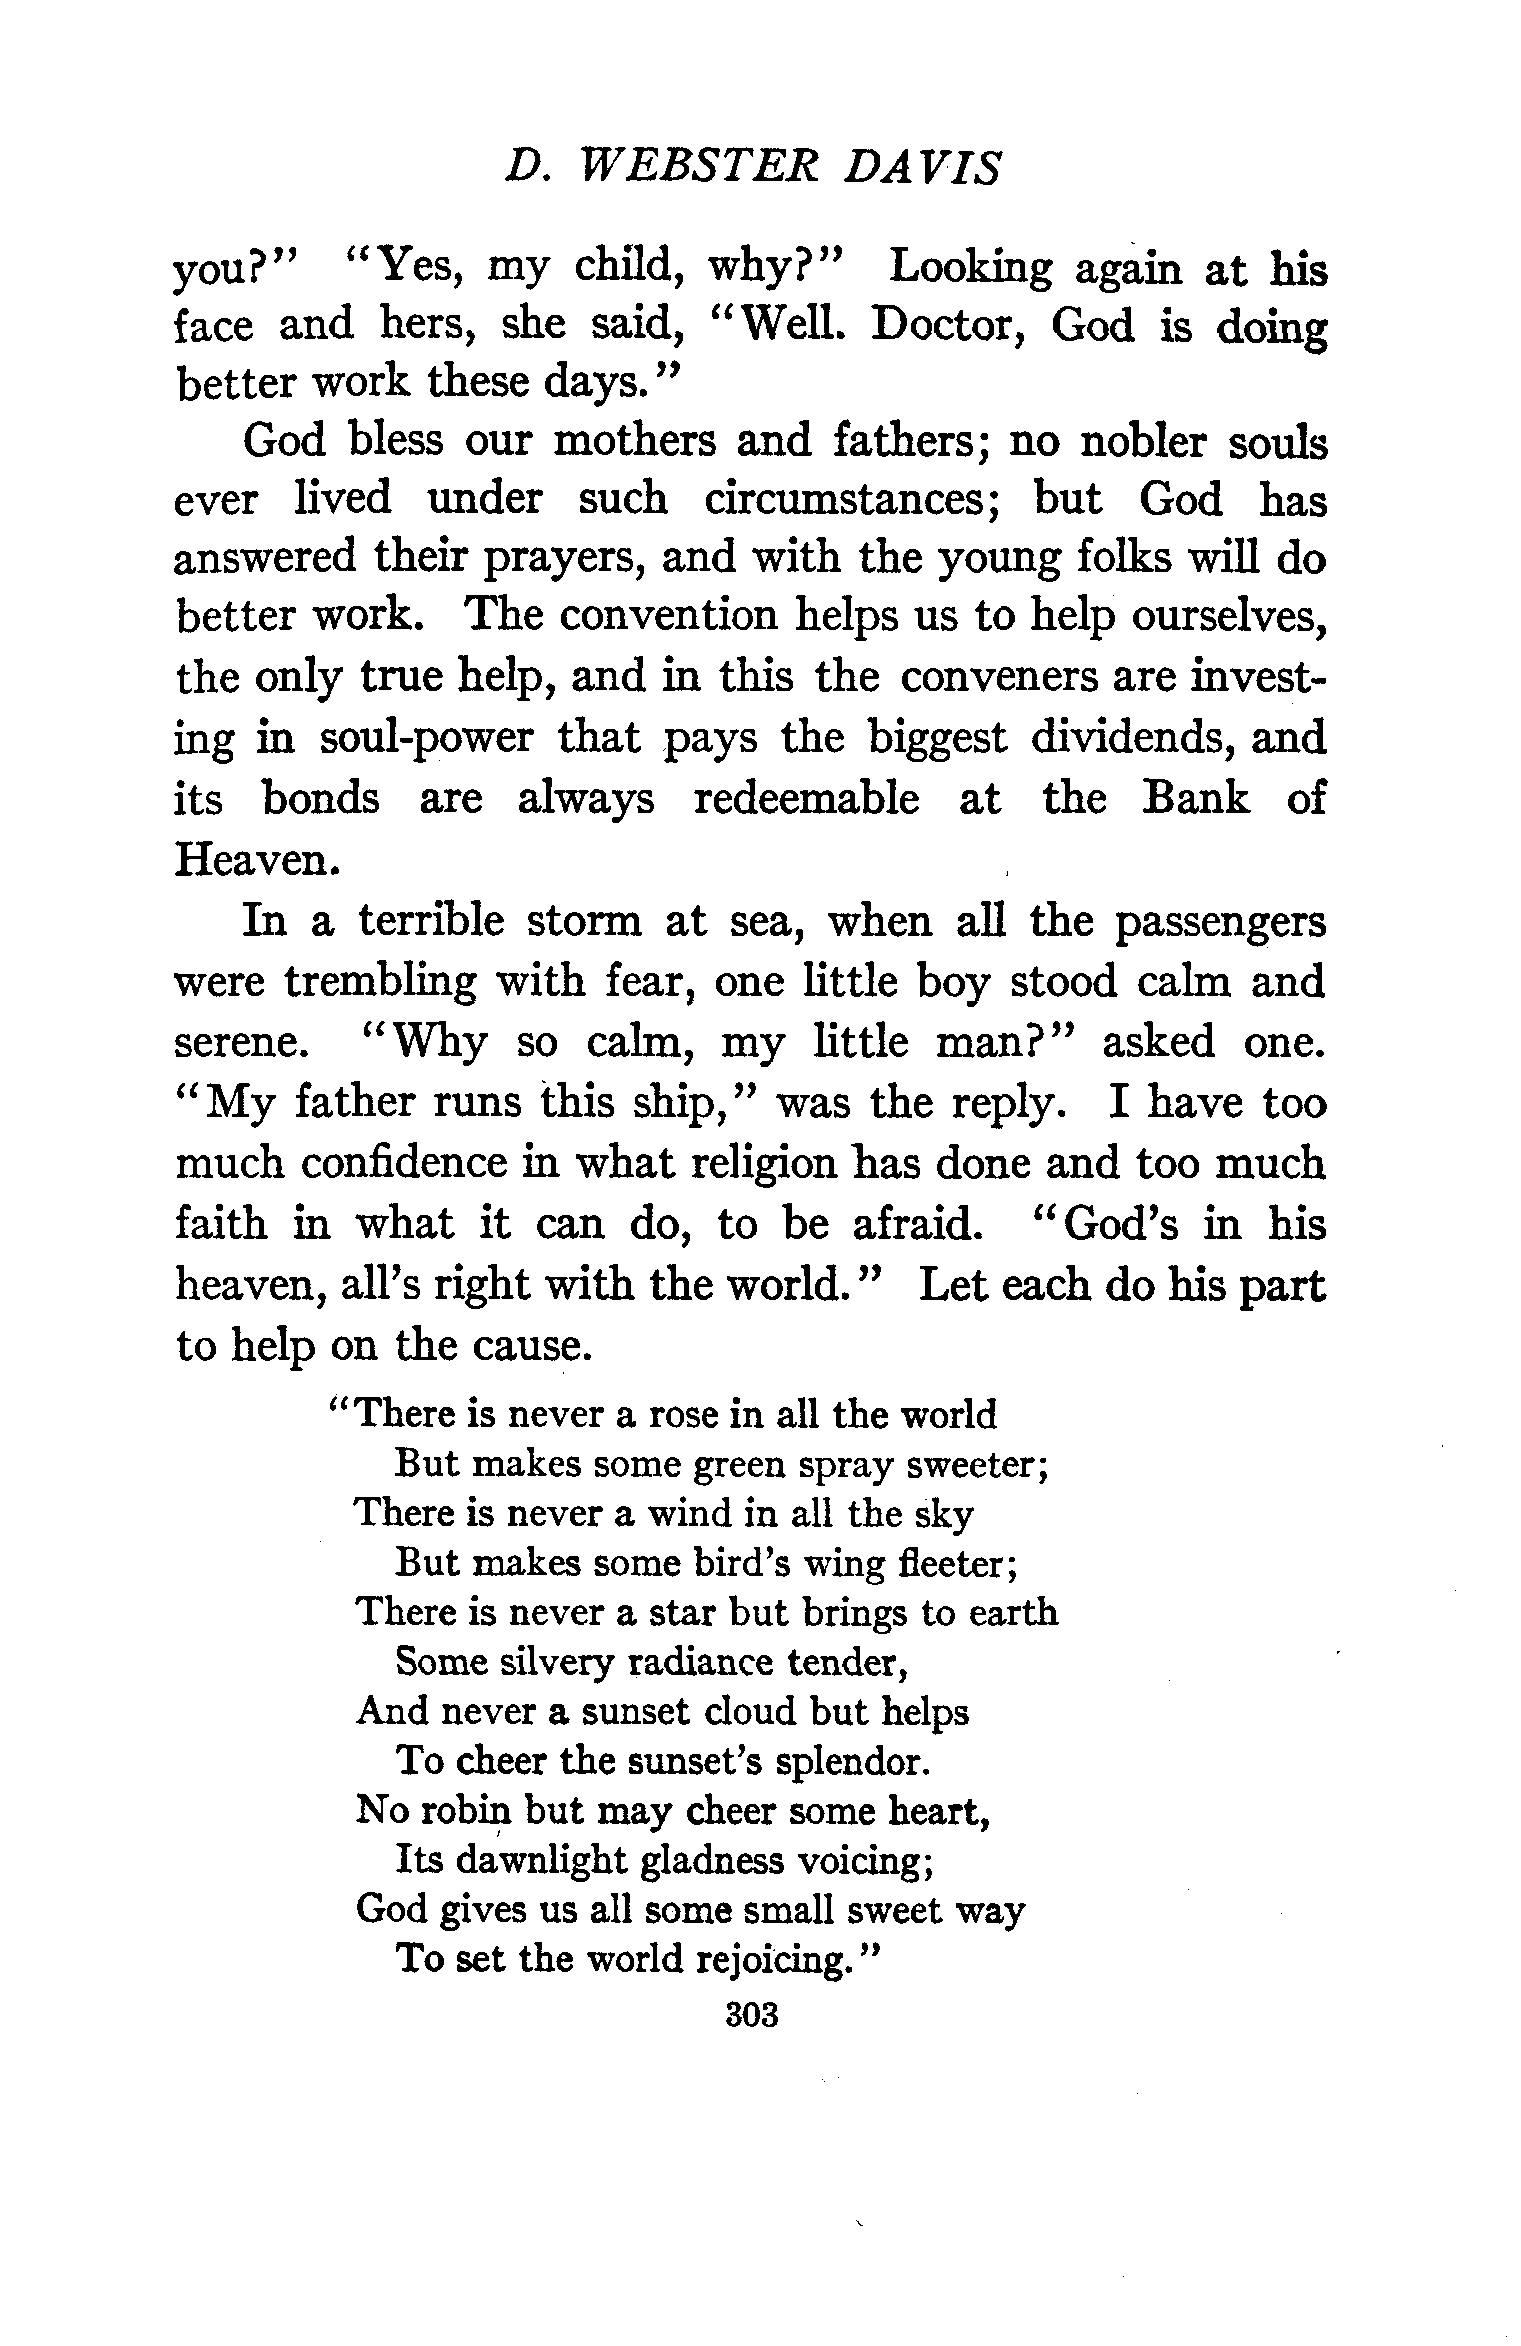 D. WEBSTER DAVIS
you?" "Yes, my child, why?" Looking again at his
face and hers, she said, "Well. Doctor, God is doing
better work these days."
God bless our mothers and fathers; no nobler souls
ever lived under such circumstances; but God has
answered their prayers, and with the young folks will do
better work. The convention helps us to help ourselves,
the only true help, and in this the conveners are invest-
ing in soul-power that pays the biggest dividends, and
its bonds are always redeemable at the Bank of
Heaven.
In a terrible storm at sea, when all the passengers
were trembling with fear, one little boy stood calm and
serene. "Why so calm, my little man?" asked one.
"My father runs this ship," was the reply. I have too
much confidence in what religion has done and too much
faith in what it can do, to be afraid. "God's in his
heaven, all's right with the world." Let each do his part
to help on the cause.
"There is never a rose in all the world
But makes some green spray sweeter;
There is never a wind in all the sky
But makes some bird's wing fleeter;
There is never a star but brings to earth
Some silvery radiance tender,
And never a sunset cloud but helps
To cheer the sunset's splendor.
No robin but may cheer some heart,
Its dawnlight gladness voicing;
God gives us all some small sweet way
To set the world rejoicing."
303